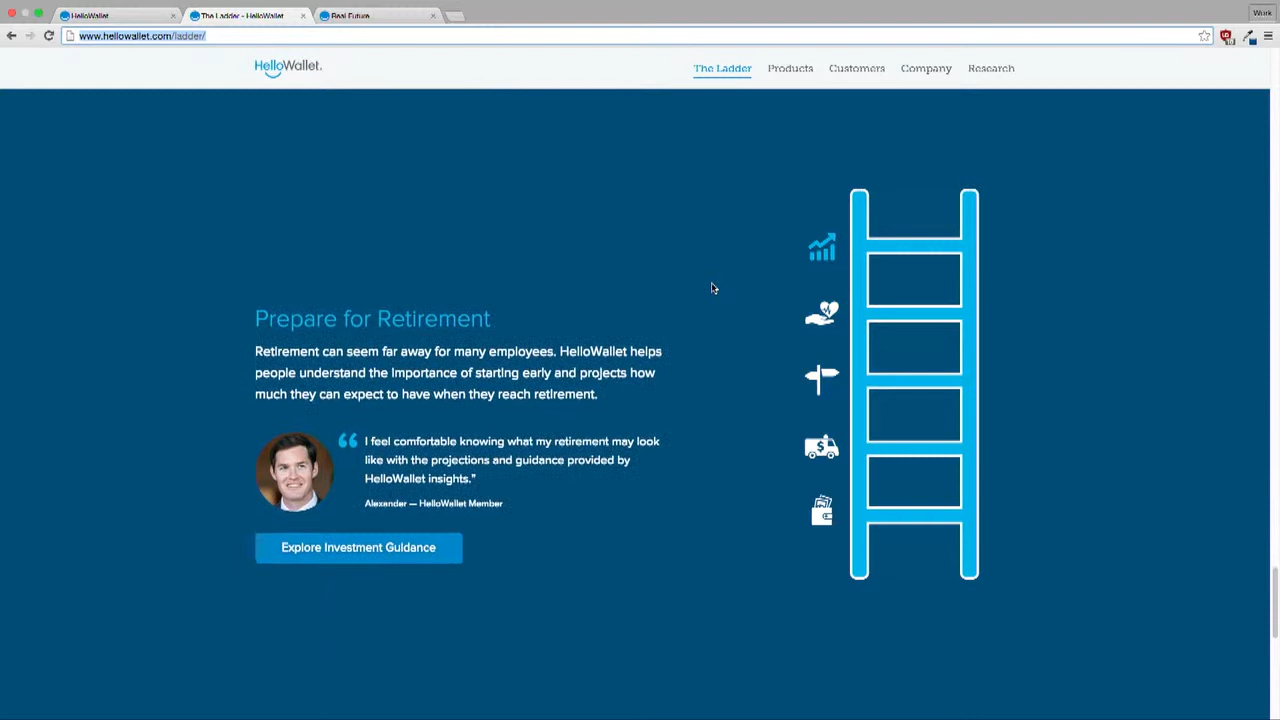 HelloWallet
The Ladder - HelloWallet
Real Future
Work
www.hellowallet.com/ladder/
HelloWallet.
The Ladder
Products
Customers
Company
Research
Prepare for Retirement
Retirement can seem far away for many employees. HelloWallet helps
people understand the importance of starting early and projects how
much they can expect to have when they reach retirement.
“ I feel comfortable knowing what my retirement may look
like with the projections and guidance provided by
HelloWallet insights.”
Alexander — HelloWallet Member
Explore Investment Guidance
$